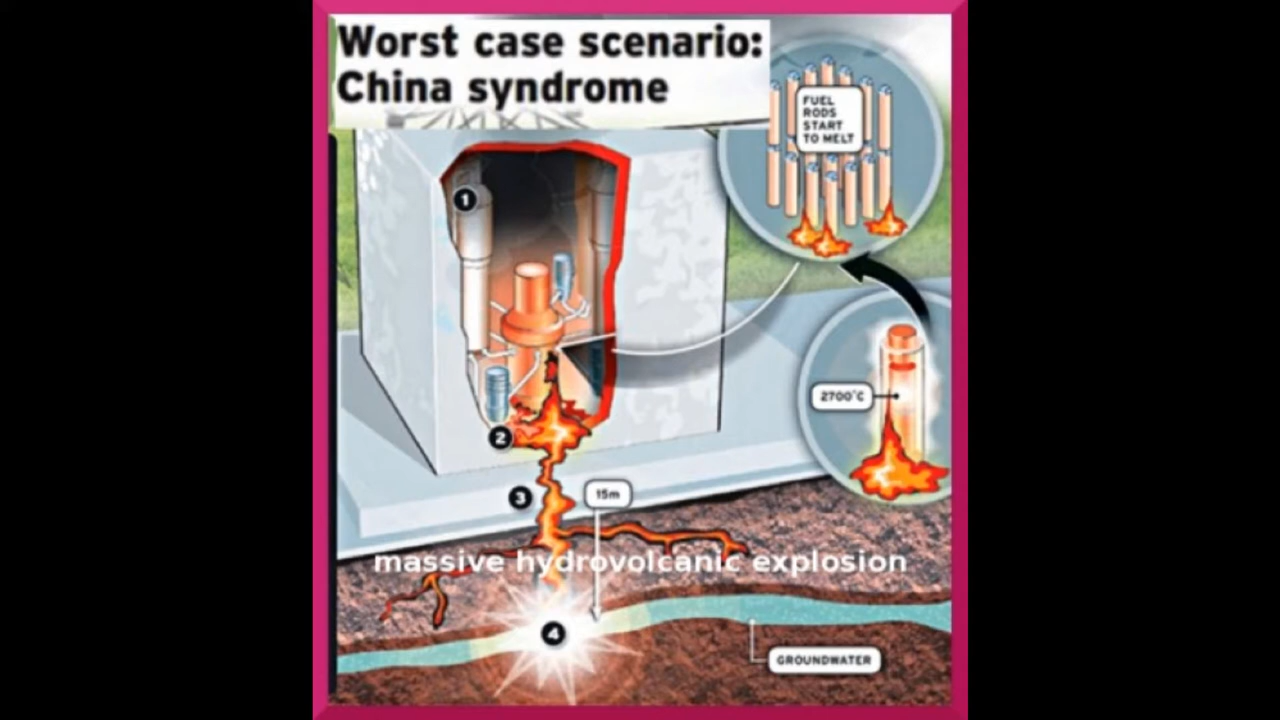 Worst case scenario:
China syndrome
FUEL
RODS
START
TO MELT
1
2700°C
2
3
15m
massive hydrovolcanic explosion
4
GROUNDWATER